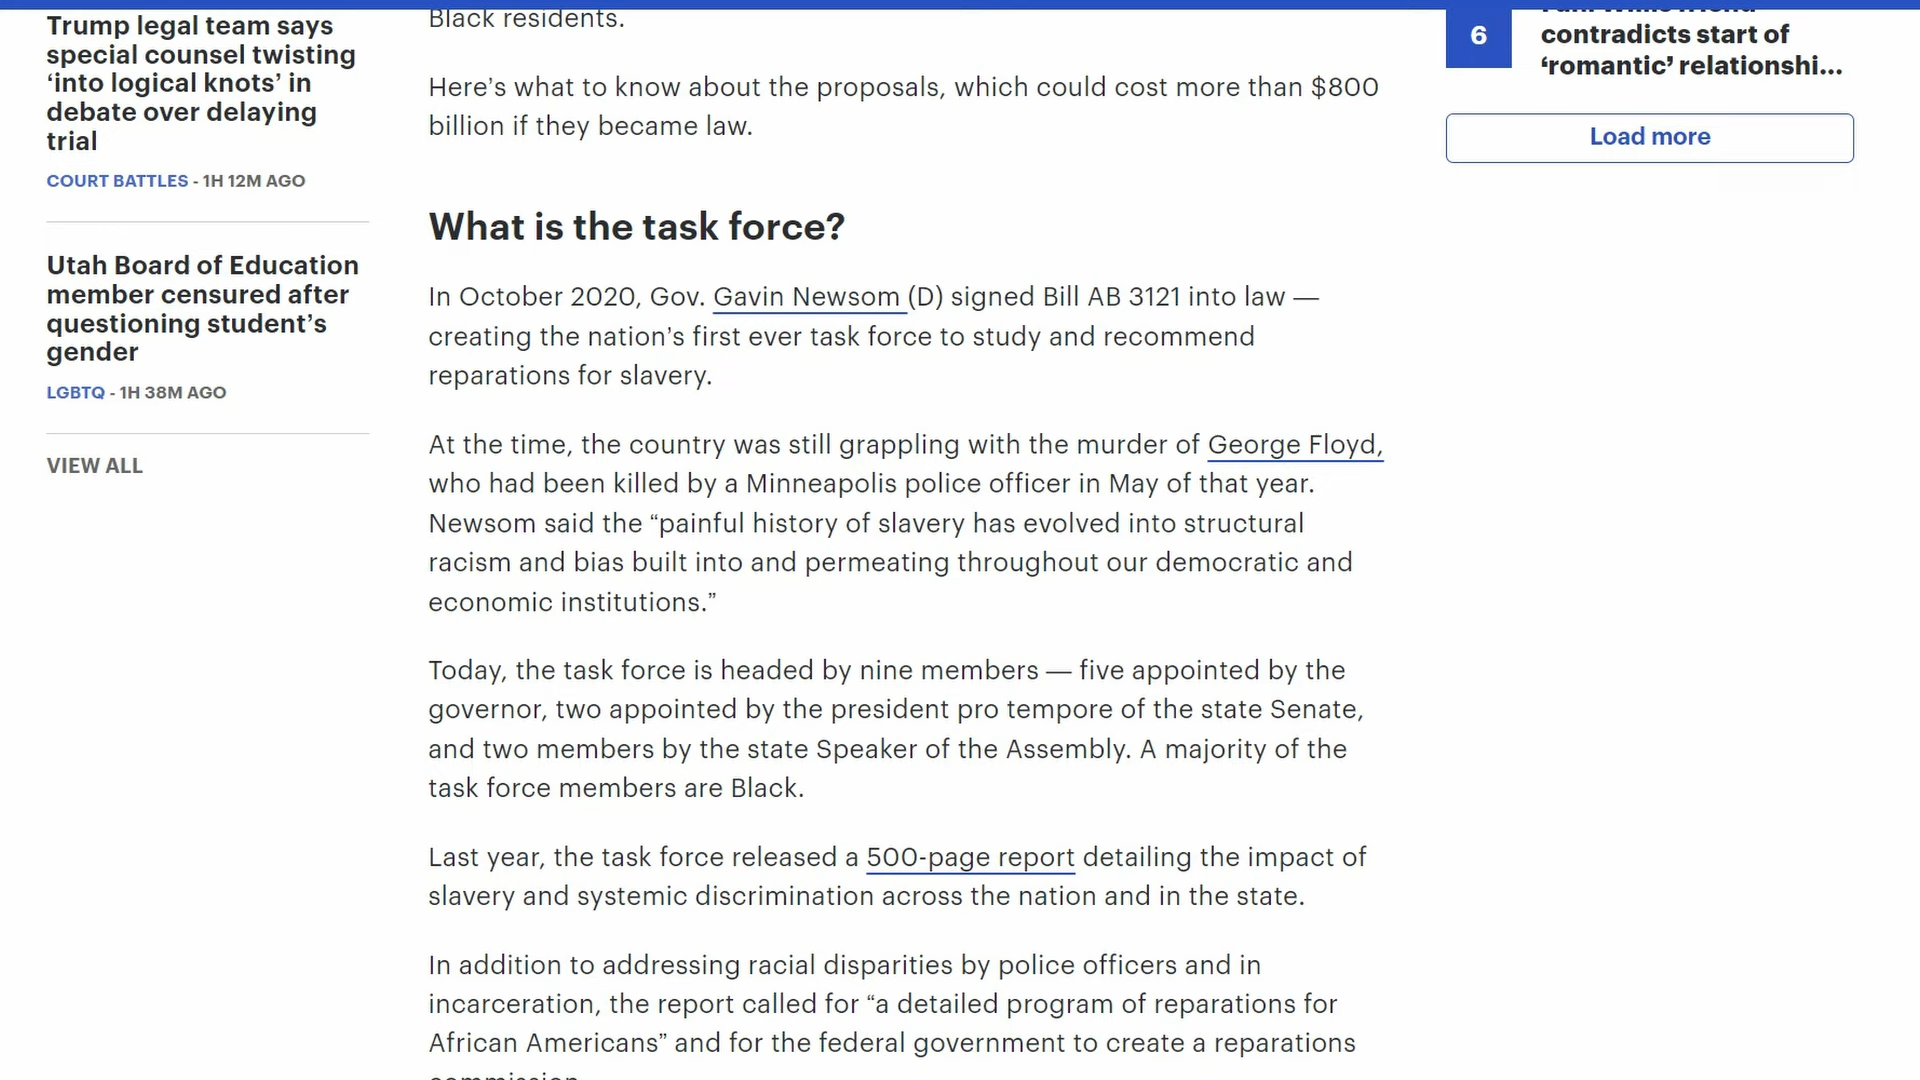 Trump legal team says
special counsel twisting
‘into logical knots’ in
debate over delaying
trial
COURT BATTLES - 1H 12M AGO
Utah Board of Education
member censured after
questioning student’s
gender
LGBTQ - 1H 38M AGO
VIEW ALL
Black residents.
Here’s what to know about the proposals, which could cost more than $800
billion if they became law.
What is the task force?
In October 2020, Gov. Gavin Newsom (D) signed Bill AB 3121 into law —
creating the nation’s first ever task force to study and recommend
reparations for slavery.
At the time, the country was still grappling with the murder of George Floyd,
who had been killed by a Minneapolis police officer in May of that year.
Newsom said the “painful history of slavery has evolved into structural
racism and bias built into and permeating throughout our democratic and
economic institutions.”
Today, the task force is headed by nine members — five appointed by the
governor, two appointed by the president pro tempore of the state Senate,
and two members by the state Speaker of the Assembly. A majority of the
task force members are Black.
Last year, the task force released a 500-page report detailing the impact of
slavery and systemic discrimination across the nation and in the state.
In addition to addressing racial disparities by police officers and in
incarceration, the report called for “a detailed program of reparations for
African Americans” and for the federal government to create a reparations
6
contradicts start of
‘romantic’ relationshi...
Load more